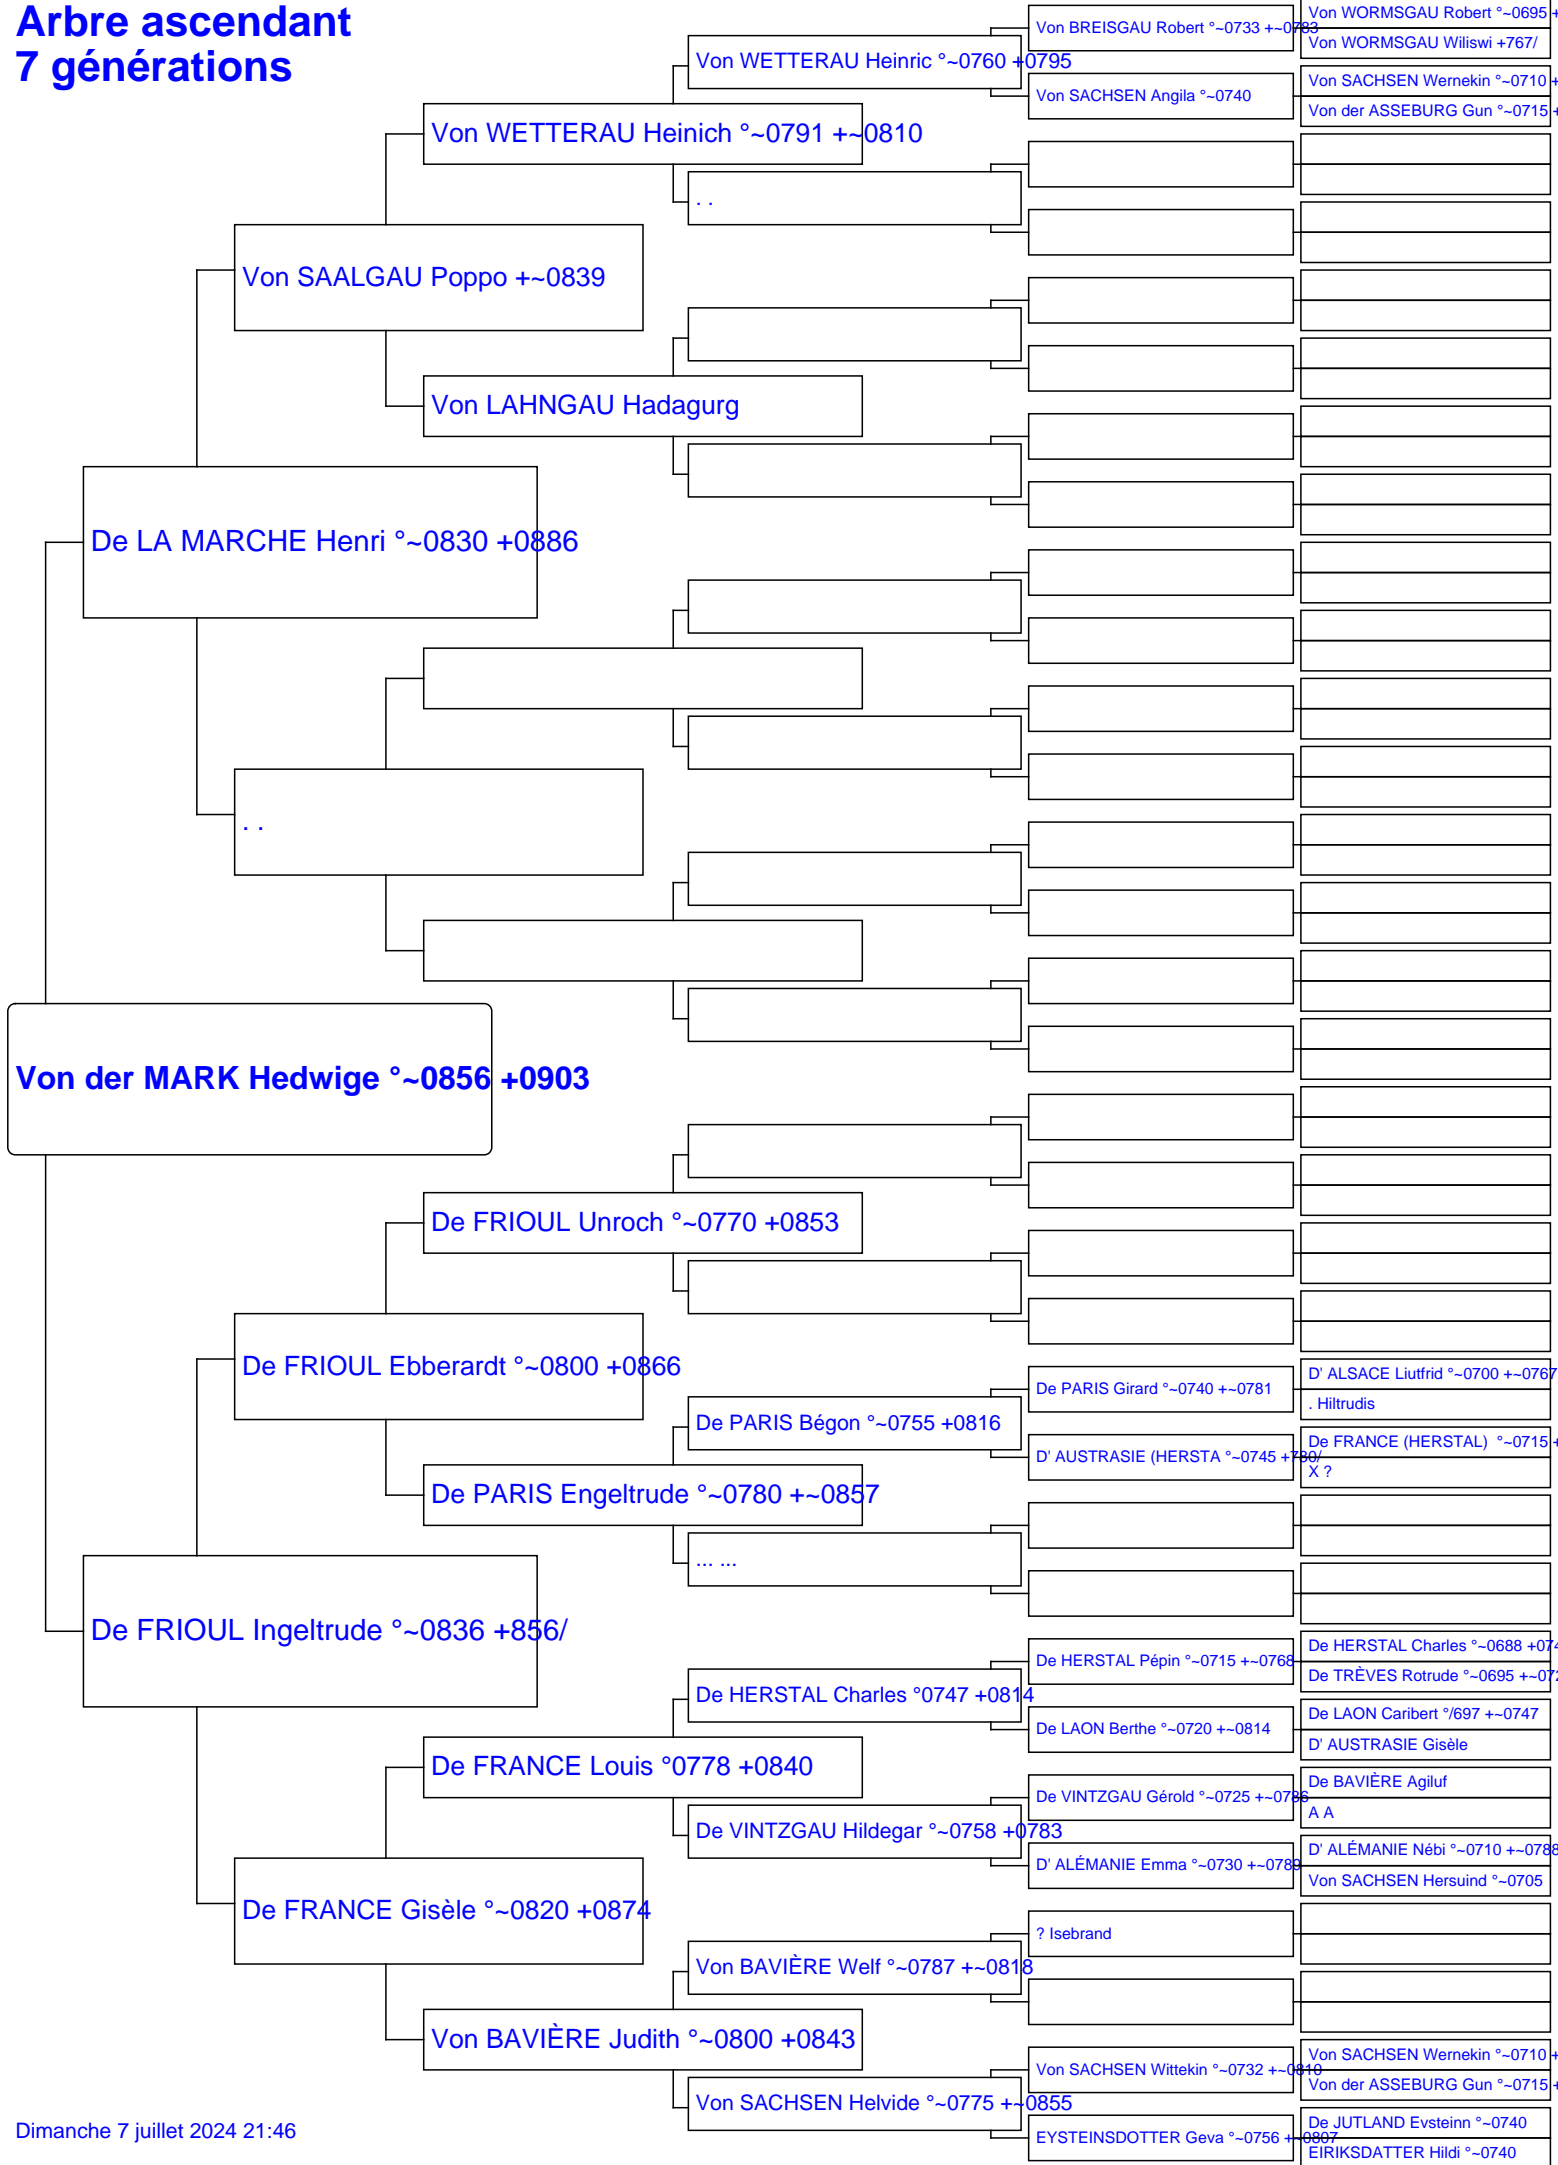 Arbre ascendant
7 générations
Von WORMSGAU Robert °~0695 +
Von BREISGAU Robert °~0733 +~0783
Von WORMSGAU Wiliswi +767/
Von WETTERAU Heinric °~0760 +0795
Von SACHSEN Wernekin °~0710 +
Von SACHSEN Angila °~0740
Von der ASSEBURG Gun °~0715 +
Von WETTERAU Heinich °~0791 +~0810
. .
Von SAALGAU Poppo +~0839
Von LAHNGAU Hadagurg
De LA MARCHE Henri °~0830 +0886
. .
Von der MARK Hedwige °~0856 +0903
De FRIOUL Unroch °~0770 +0853
De FRIOUL Ebberardt °~0800 +0866
D' ALSACE Liutfrid °~0700 +~0767
De PARIS Girard °~0740 +~0781
. Hiltrudis
De PARIS Bégon °~0755 +0816
De FRANCE (HERSTAL) °~0715 +
D' AUSTRASIE (HERSTA °~0745 +780/
X ?
De PARIS Engeltrude °~0780 +~0857
... ...
De FRIOUL Ingeltrude °~0836 +856/
De HERSTAL Charles °~0688 +074
De HERSTAL Pépin °~0715 +~0768
De TRÈVES Rotrude °~0695 +~072
De HERSTAL Charles °0747 +0814
De LAON Caribert °/697 +~0747
De LAON Berthe °~0720 +~0814
D' AUSTRASIE Gisèle
De FRANCE Louis °0778 +0840
De BAVIÈRE Agiluf
De VINTZGAU Gérold °~0725 +~0786
A A
De VINTZGAU Hildegar °~0758 +0783
D' ALÉMANIE Nébi °~0710 +~0788
D' ALÉMANIE Emma °~0730 +~0789
Von SACHSEN Hersuind °~0705
De FRANCE Gisèle °~0820 +0874
? Isebrand
Von BAVIÈRE Welf °~0787 +~0818
Von BAVIÈRE Judith °~0800 +0843
Von SACHSEN Wernekin °~0710 +
Von SACHSEN Wittekin °~0732 +~0810
Von der ASSEBURG Gun °~0715 +
Von SACHSEN Helvide °~0775 +~0855
De JUTLAND Evsteinn °~0740
EYSTEINSDOTTER Geva °~0756 +~0807
EIRIKSDATTER Hildi °~0740
Dimanche 7 juillet 2024 21:46